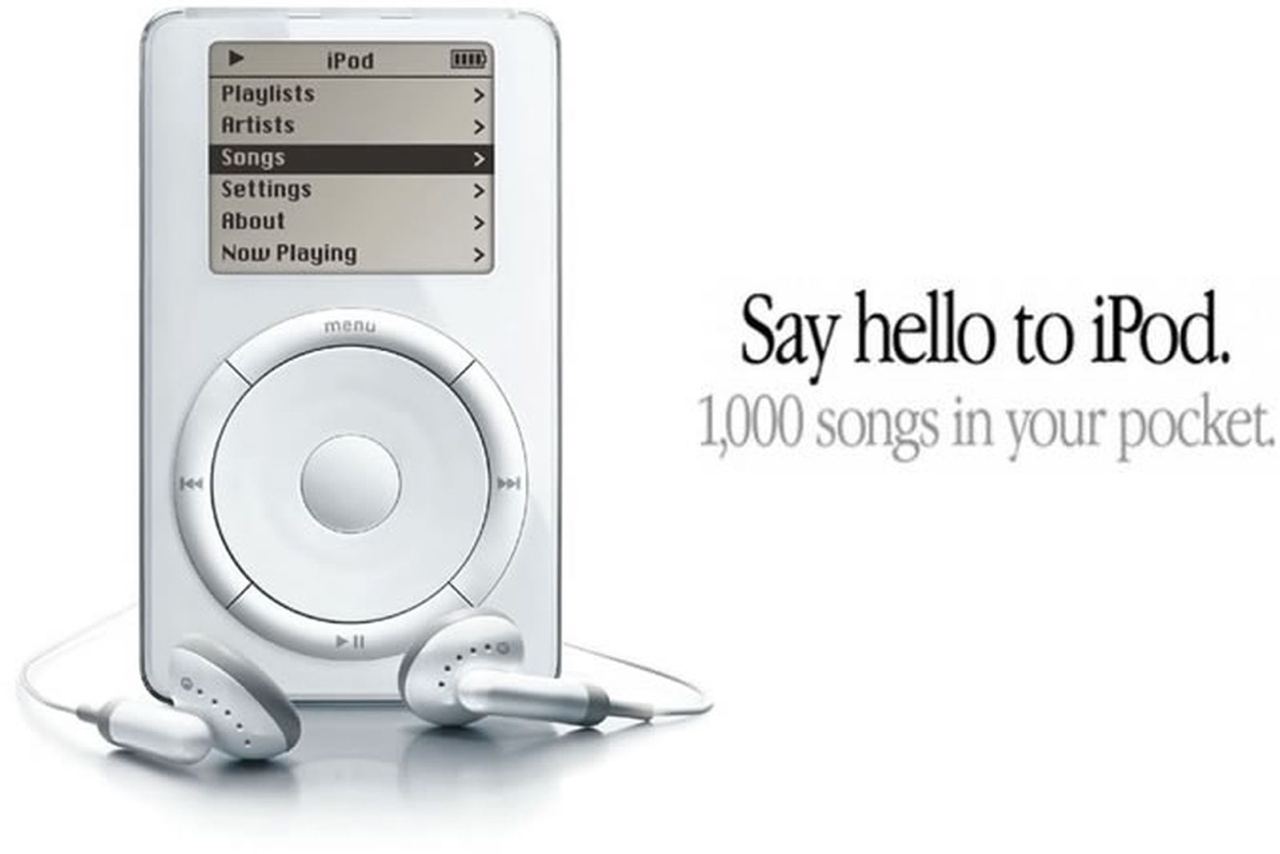 iPod
Playlists >
Artists >
Songs >
Settings >
About >
Now Playing >
menu
Say hello to iPod.
1,000 songs in your pocket.